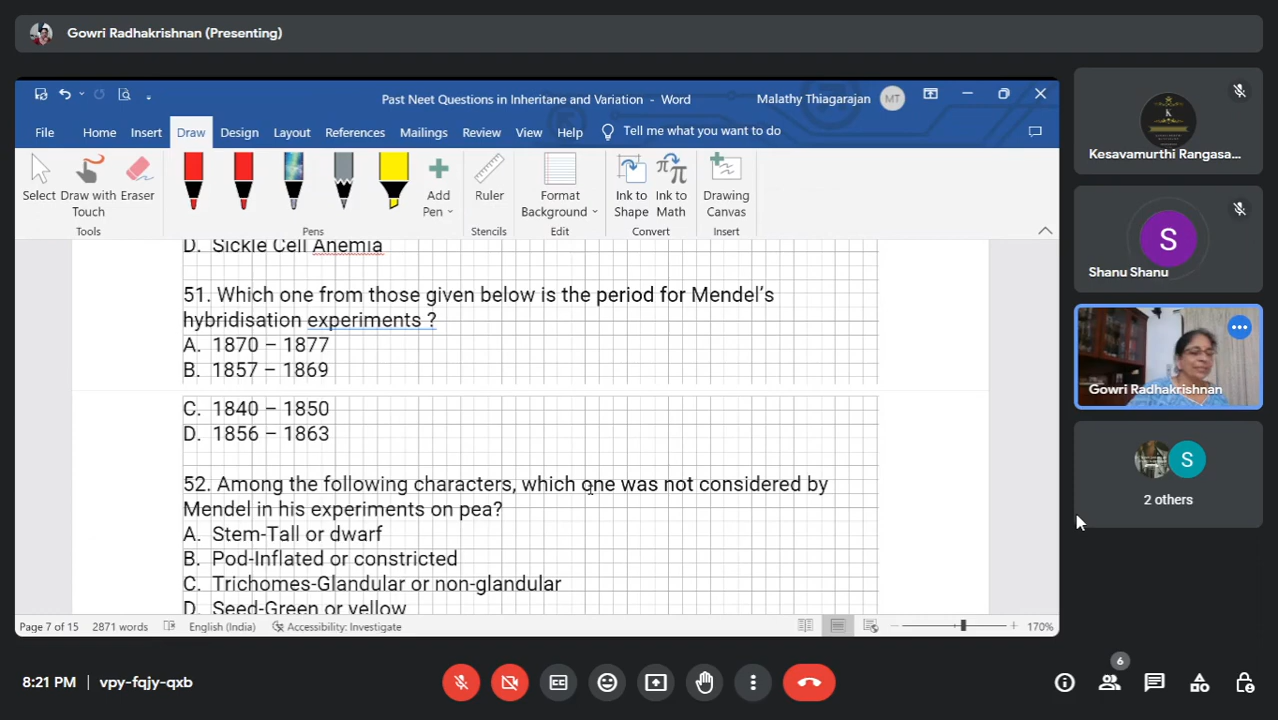 Gowri Radhakrishnan (Presenting)
Past Neet Questions in Inheritane and Variation - Word
Malathy Thiagarajan
MT
File Home Insert Draw Design Layout References Mailings Review View Help Tell me what you want to do
Select Draw with Touch Eraser
Add Pen
Ruler
Format Background
Ink to Shape
Ink to Math
Drawing Canvas
Tools Pens Stencils Edit Convert Insert
D. Sickle Cell Anemia
51. Which one from those given below is the period for Mendel's
hybridisation experiments ?
A. 1870 – 1877
B. 1857 – 1869
C. 1840 – 1850
D. 1856 – 1863
52. Among the following characters, which one was not considered by
Mendel in his experiments on pea?
A. Stem-Tall or dwarf
B. Pod-Inflated or constricted
C. Trichomes-Glandular or non-glandular
D. Seed-Green or yellow
Page 7 of 15 2871 words English (India) Accessibility: Investigate 170%
K
Kesavamurthi Rangasa...
S
Shanu Shanu
Gowri Radhakrishnan
S
2 others
8:21 PM | vpy-fqjy-qxb
6